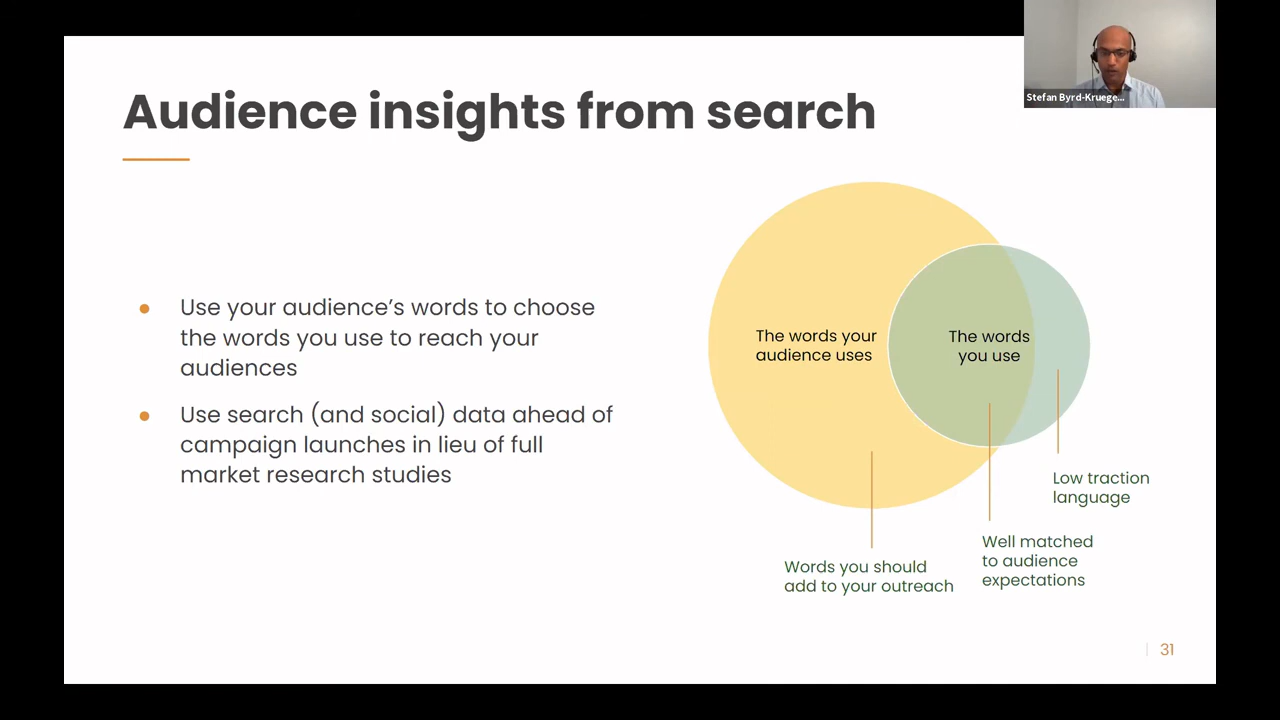 Stefan Byrd-Kruege...
Audience insights from search
● Use your audience’s words to choose
the words you use to reach your
audiences
● Use search (and social) data ahead of
campaign launches in lieu of full
market research studies
The words your
audience uses
The words
you use
Low traction
language
Well matched
to audience
expectations
Words you should
add to your outreach
31